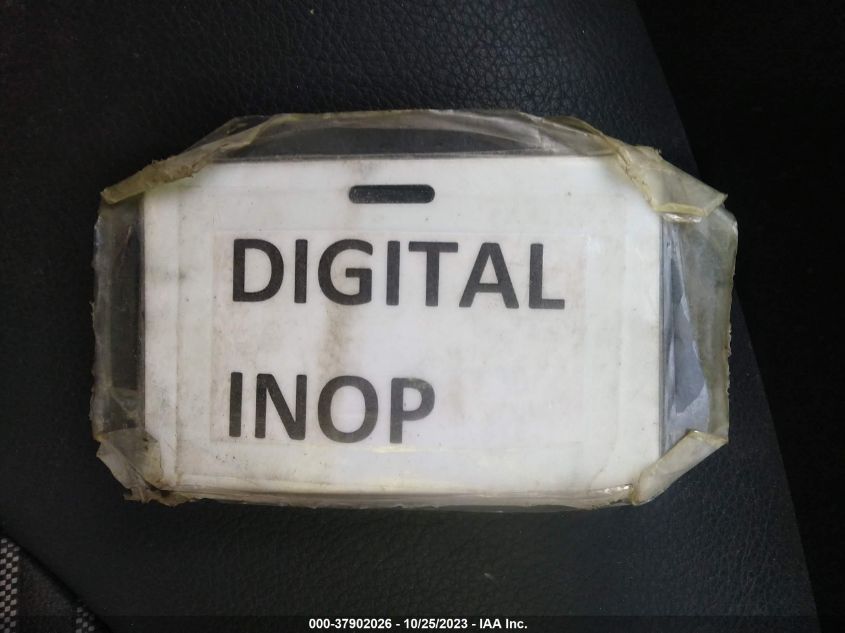 DIGITAL
INOP
000-37902026 - 10/25/2023 - IAA Inc.